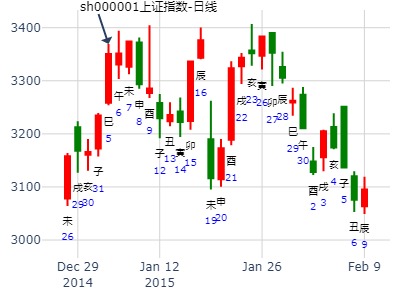 sh000001上证指数-日线
3400
3300
3200
3100
3000
未
26
戌
29
亥
30
子
31
巳
5
午
6
未
7
申
8
酉
9
子
12
丑
13
寅
14
卯
15
辰
16
未
19
申
20
酉
21
戌
22
亥
23
寅
26
卯
27
辰
28
巳
29
午
30
酉
2
戌
3
亥
4
子
5
丑
6
辰
9
Dec 29
2014
Jan 12
2015
Jan 26
Feb 9